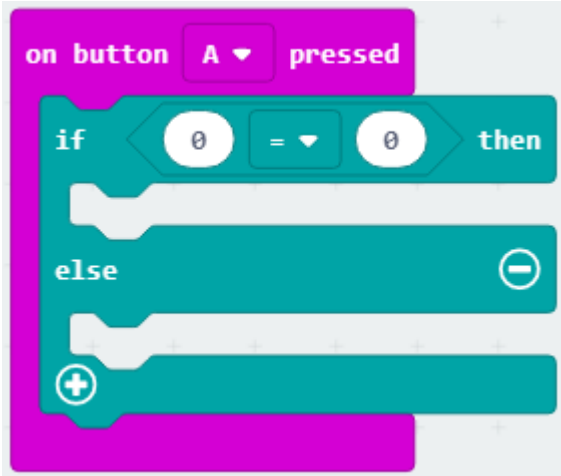 on button A pressed
if 0 = 0 then
else